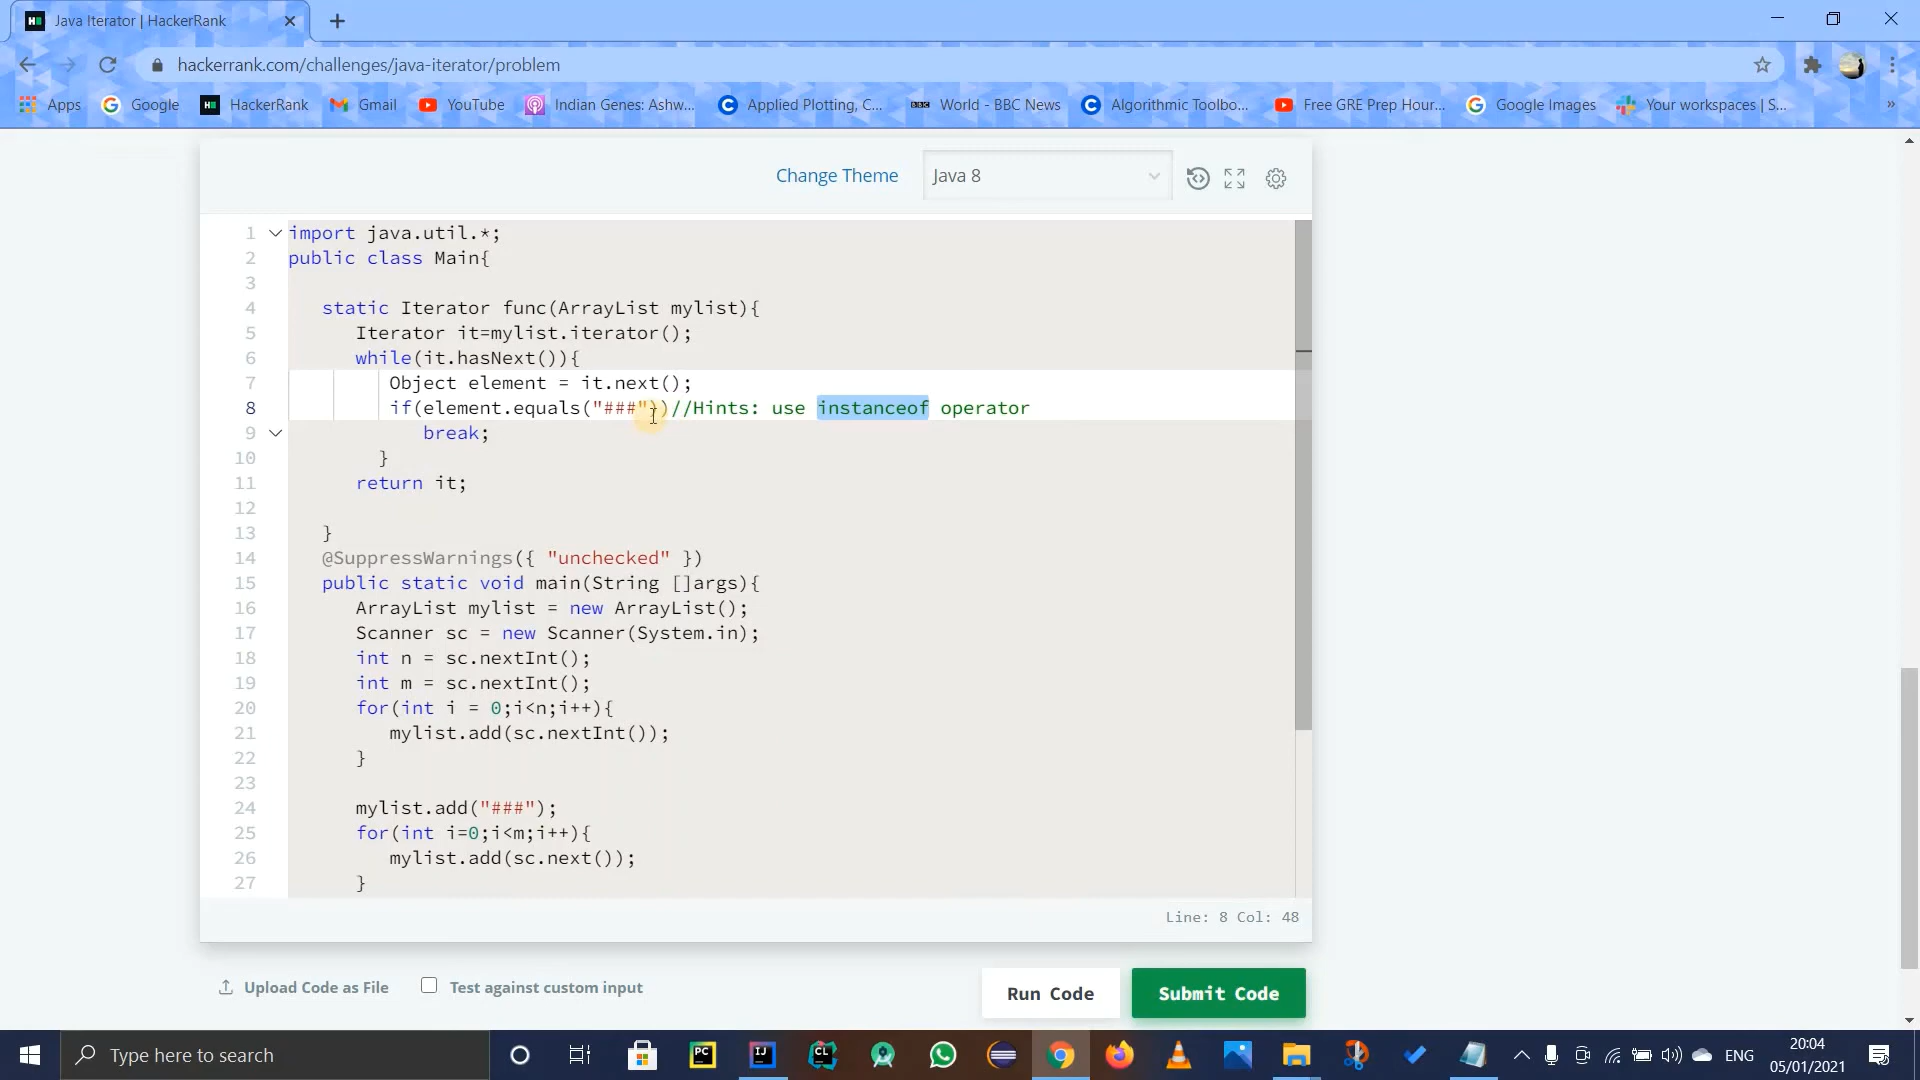 Java Iterator | HackerRank
hackerrank.com/challenges/java-iterator/problem
Apps Google HackerRank Gmail YouTube Indian Genes: Ashw... Applied Plotting, C... BBC World - BBC News Algorithmic Toolbo... Free GRE Prep Hour... Google Images Your workspaces | S... »
Change Theme Java 8
1 import java.util.*;
2 public class Main{
3
4 static Iterator func(ArrayList mylist){
5 Iterator it=mylist.iterator();
6 while(it.hasNext()){
7 Object element = it.next();
8 if(element.equals("###"))//Hints: use instanceof operator
9 break;
10 }
11 return it;
12
13 }
14 @SuppressWarnings({ "unchecked" })
15 public static void main(String []args){
16 ArrayList mylist = new ArrayList();
17 Scanner sc = new Scanner(System.in);
18 int n = sc.nextInt();
19 int m = sc.nextInt();
20 for(int i = 0;i<n;i++){
21 mylist.add(sc.nextInt());
22 }
23
24 mylist.add("###");
25 for(int i=0;i<m;i++){
26 mylist.add(sc.next());
27 }
Line: 8 Col: 48
Upload Code as File Test against custom input Run Code Submit Code
Type here to search PC IJ CL ENG 20:04
05/01/2021